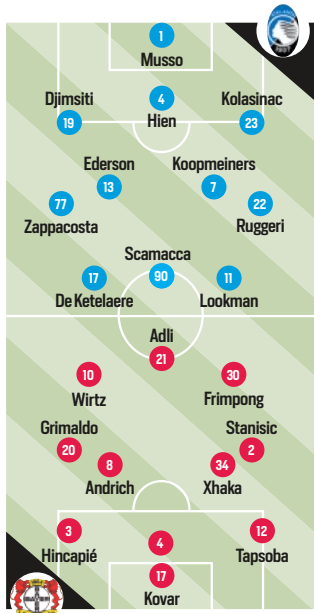 1
Musso
Djimsiti
4
Kolasinac
19
Hien
23
Ederson
Koopmeiners
13
7
77
22
Zappacosta
Ruggeri
Scamacca
17
90
11
De Ketelaere
Lookman
Adli
21
10
30
Wirtz
Frimpong
Grimaldo
Stanisic
20
2
8
34
Andrich
Xhaka
3
4
12
Hincapié
Tapsoba
17
Kovar